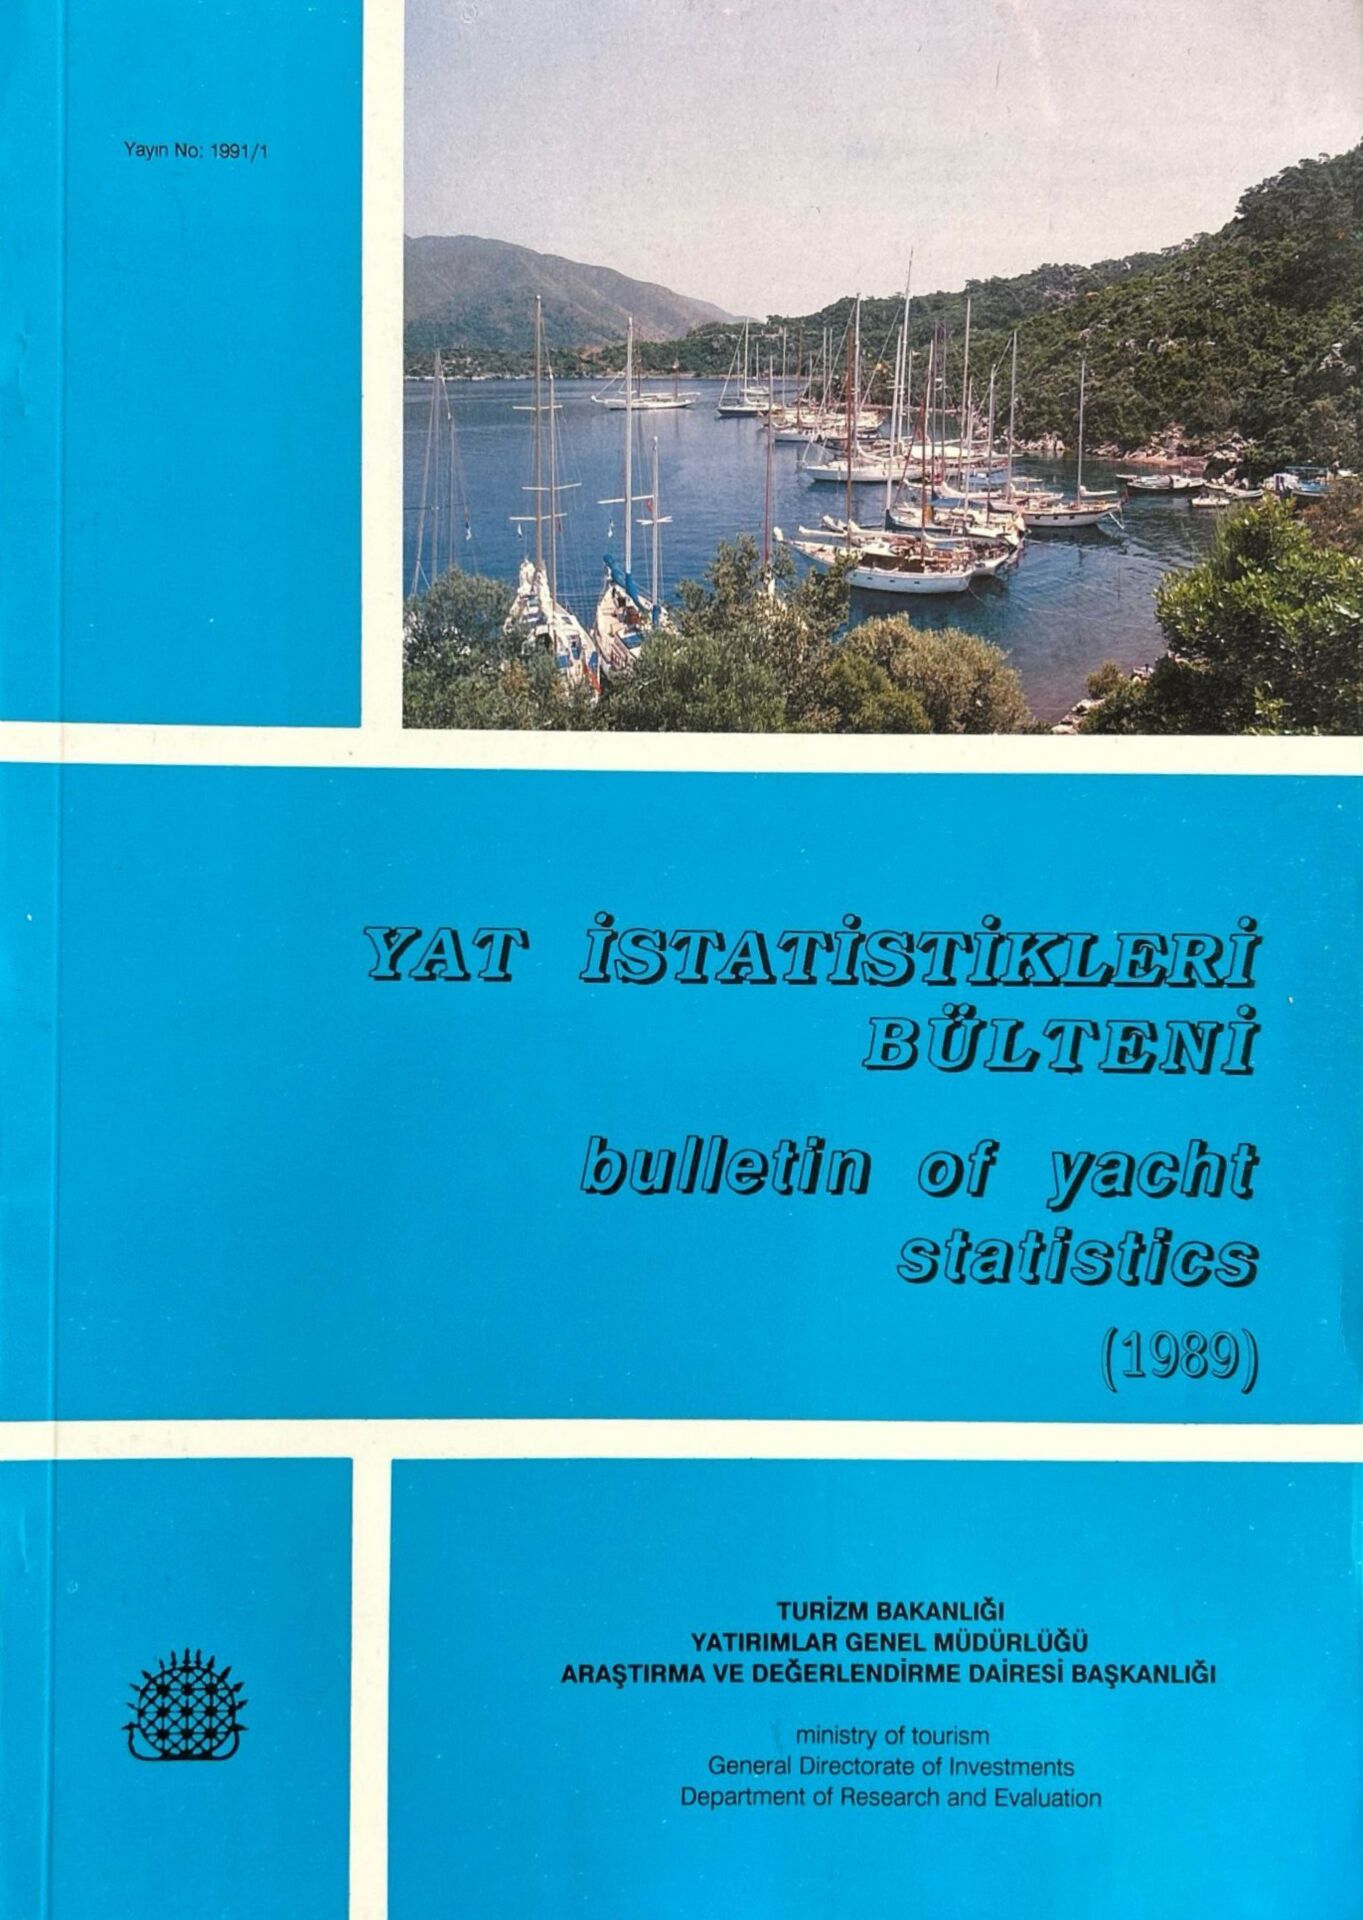 Yayın No: 1991/1
YAT İSTATİSTİKLERİ
BÜLTENİ
bulletin of yacht
statistics
(1989)
TURİZM BAKANLIĞI
YATIRIMLAR GENEL MÜDÜRLÜĞÜ
ARAŞTIRMA VE DEĞERLENDİRME DAİRESİ BAŞKANLIĞI
ministry of tourism
General Directorate of Investments
Department of Research and Evaluation